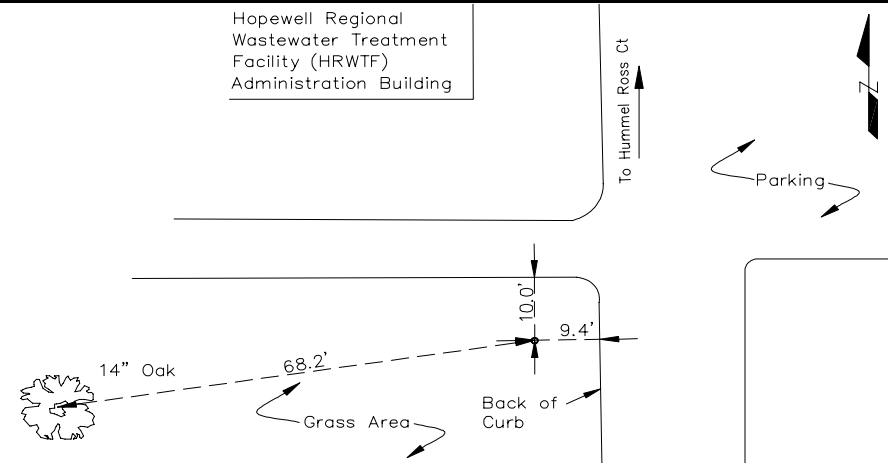 Hopewell Regional
Wastewater Treatment
Facility (HRWTF)
Administration Building
To Hummel Ross Ct
N
Parking
10.0'
9.4'
14" Oak
68.2'
Grass Area
Back of
Curb